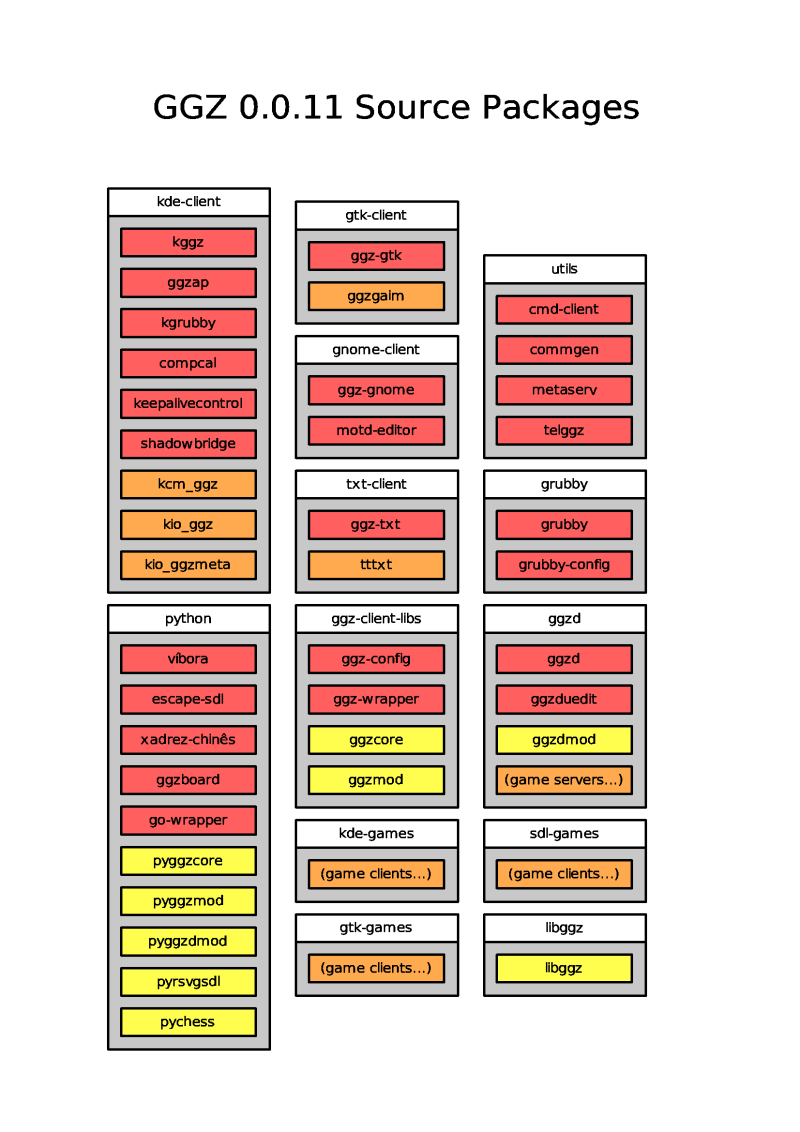 GGZ 0.0.11 Source Packages
kde-client
kggz
ggzap
kgrubby
compcal
keepalivecontrol
shadowbridge
kcm_ggz
kio_ggz
kio_ggzmeta
python
víbora
escape-sdl
xadrez-chinês
ggzboard
go-wrapper
pyggzcore
pyggzmod
pyggzdmod
pyrsvgsdl
pychess
gtk-client
ggz-gtk
ggzgaim
gnome-client
ggz-gnome
motd-editor
txt-client
ggz-txt
tttxt
ggz-client-libs
ggz-config
ggz-wrapper
ggzcore
ggzmod
kde-games
(game clients...)
gtk-games
(game clients...)
utils
cmd-client
commgen
metaserv
telggz
grubby
grubby
grubby-config
ggzd
ggzd
ggzduedit
ggzdmod
(game servers...)
sdl-games
(game clients...)
libggz
libggz